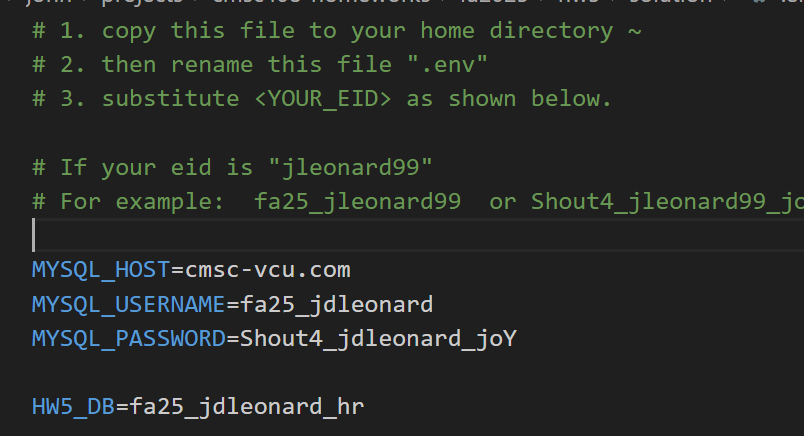 # 1. copy this file to your home directory ~
# 2. then rename this file ".env"
# 3. substitute <YOUR_EID> as shown below.
# If your eid is "jleonard99"
# For example:  fa25_jleonard99  or Shout4_jleonard99_jo
MYSQL_HOST=cmsc-vcu.com
MYSQL_USERNAME=fa25_jdleonard
MYSQL_PASSWORD=Shout4_jdleonard_joY
HW5_DB=fa25_jdleonard_hr